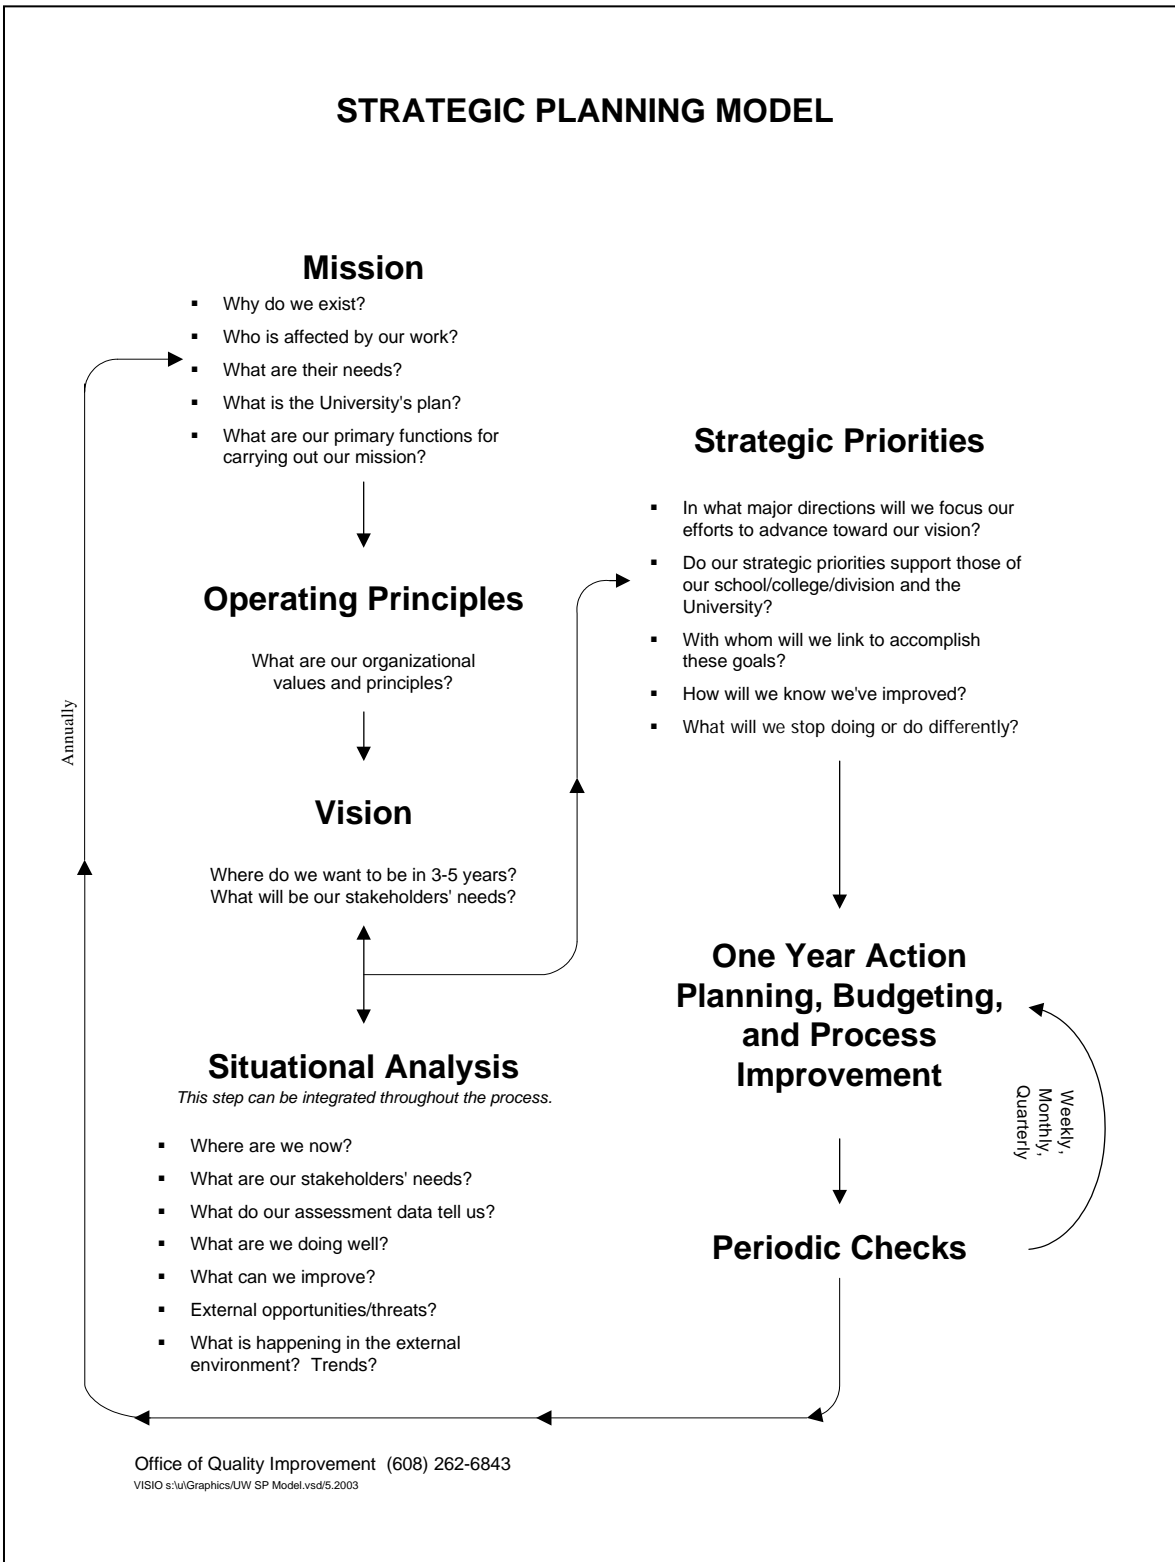 STRATEGIC PLANNING MODEL
Mission
▪ Why do we exist?
▪ Who is affected by our work?
▪ What are their needs?
▪ What is the University's plan?
▪ What are our primary functions for
carrying out our mission?
Operating Principles
What are our organizational
values and principles?
Vision
Where do we want to be in 3-5 years?
What will be our stakeholders' needs?
Situational Analysis
This step can be integrated throughout the process.
▪ Where are we now?
▪ What are our stakeholders' needs?
▪ What do our assessment data tell us?
▪ What are we doing well?
▪ What can we improve?
▪ External opportunities/threats?
▪ What is happening in the external
environment? Trends?
Annually
Strategic Priorities
▪ In what major directions will we focus our
efforts to advance toward our vision?
▪ Do our strategic priorities support those of
our school/college/division and the
University?
▪ With whom will we link to accomplish
these goals?
▪ How will we know we've improved?
▪ What will we stop doing or do differently?
One Year Action
Planning, Budgeting,
and Process
Improvement
Weekly,
Monthly,
Quarterly
Periodic Checks
Office of Quality Improvement (608) 262-6843
VISIO s:\u\Graphics/UW SP Model.vsd/5.2003